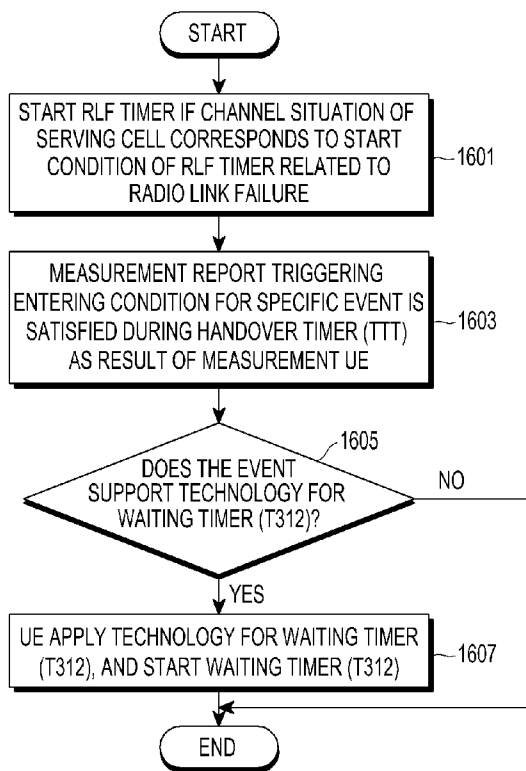 START
START RLF TIMER IF CHANNEL SITUATION OF
SERVING CELL CORRESPONDS TO START
CONDITION OF RLF TIMER RELATED TO
RADIO LINK FAILURE
1601
MEASUREMENT REPORT TRIGGERING
ENTERING CONDITION FOR SPECIFIC EVENT IS
SATISFIED DURING HANDOVER TIMER (TTT)
AS RESULT OF MEASUREMENT UE
1603
1605
DOES THE EVENT
SUPPORT TECHNOLOGY FOR
WAITING TIMER (T312)?
NO
YES
UE APPLY TECHNOLOGY FOR WAITING TIMER
(T312), AND START WAITING TIMER (T312)
1607
END